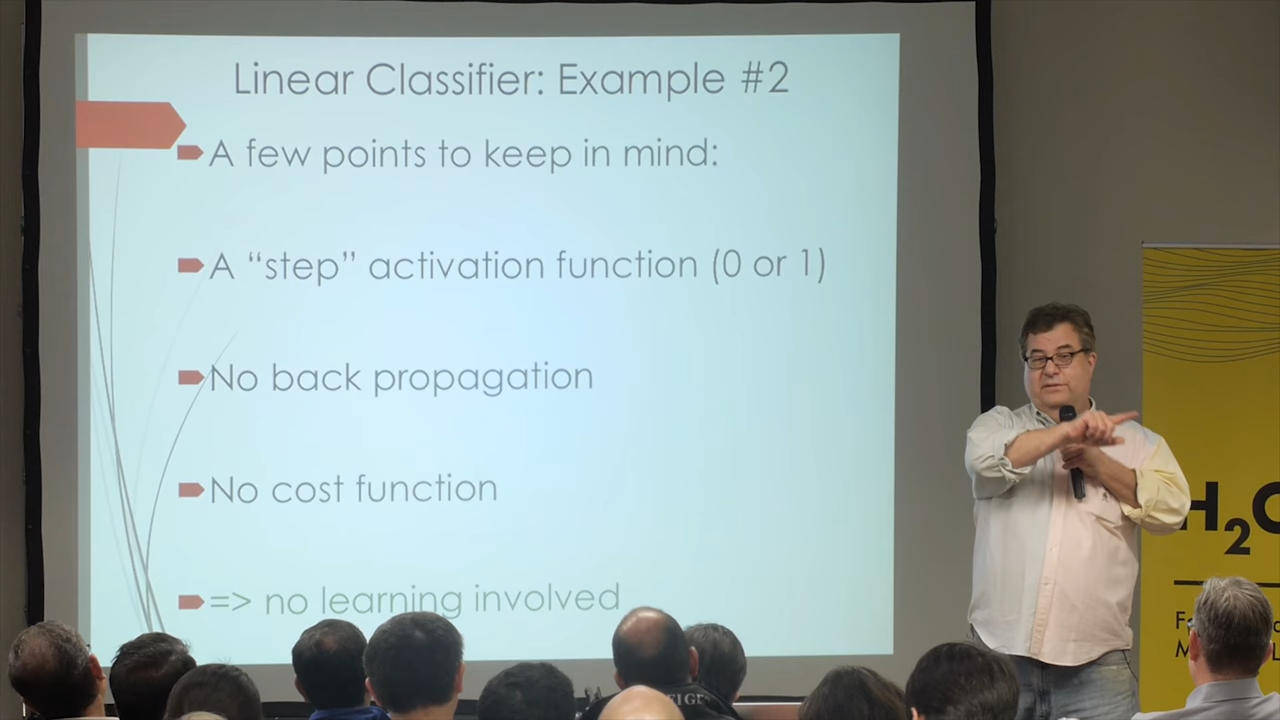 Linear Classifier: Example #2
A few points to keep in mind:
A “step” activation function (0 or 1)
No back propagation
No cost function
=> no learning involved
H2O